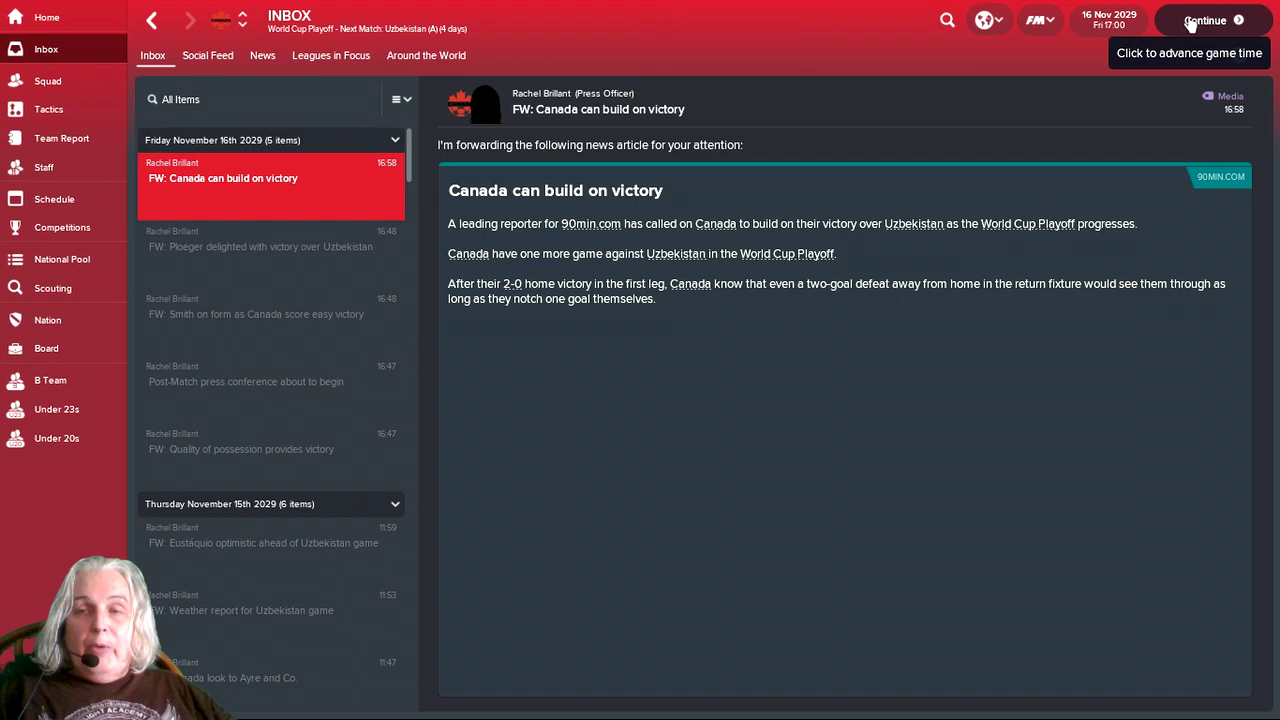 Home
INBOX
World Cup Playoff - Next Match: Uzbekistan (A) (4 days)
FM
16 Nov 2029
Fri 17:00
Continue
Click to advance game time
Inbox
Squad
Tactics
Team Report
Staff
Schedule
Competitions
National Pool
Scouting
Nation
Board
B Team
Under 23s
Under 20s
Inbox
Social Feed
News
Leagues in Focus
Around the World
All Items
Friday November 16th 2029 (5 items)
Rachel Brillant 16:58
FW: Canada can build on victory
Rachel Brillant 16:48
FW: Ploeger delighted with victory over Uzbekistan
Rachel Brillant 16:48
FW: Smith on form as Canada score easy victory
Rachel Brillant 16:47
Post-Match press conference about to begin
Rachel Brillant 16:47
FW: Quality of possession provides victory
Thursday November 15th 2029 (6 items)
Rachel Brillant 11:59
FW: Eustáquio optimistic ahead of Uzbekistan game
Rachel Brillant 11:53
FW: Weather report for Uzbekistan game
Brillant 11:47
look to Ayre and Co.
Rachel Brillant (Press Officer)
FW: Canada can build on victory
Media
16:58
I'm forwarding the following news article for your attention:
90MIN.COM
Canada can build on victory
A leading reporter for 90min.com has called on Canada to build on their victory over Uzbekistan as the World Cup Playoff progresses.
Canada have one more game against Uzbekistan in the World Cup Playoff.
After their 2-0 home victory in the first leg, Canada know that even a two-goal defeat away from home in the return fixture would see them through as
long as they notch one goal themselves.